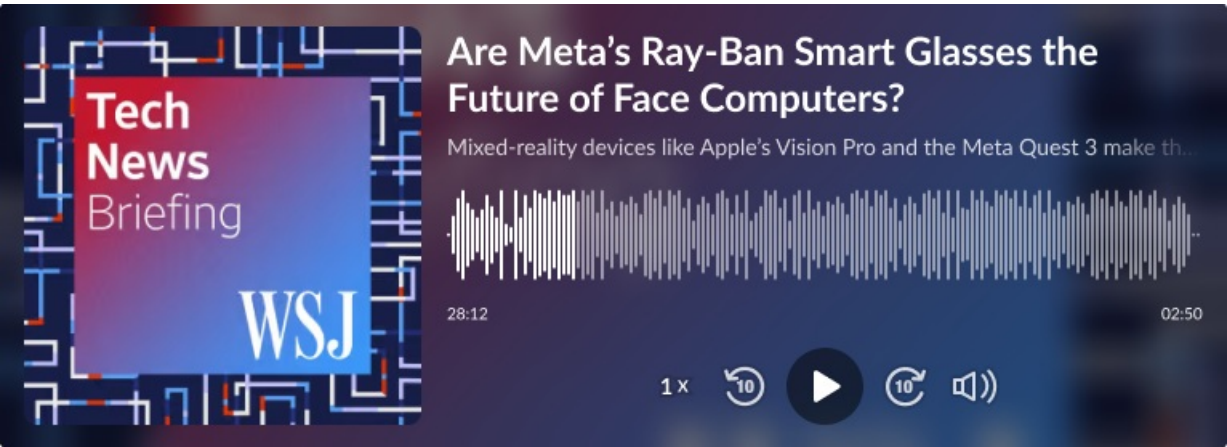 Tech
News
Briefing
WSJ
Are Meta’s Ray-Ban Smart Glasses the
Future of Face Computers?
Mixed-reality devices like Apple’s Vision Pro and the Meta Quest 3 make th...
28:12
02:50
1 x
10
10